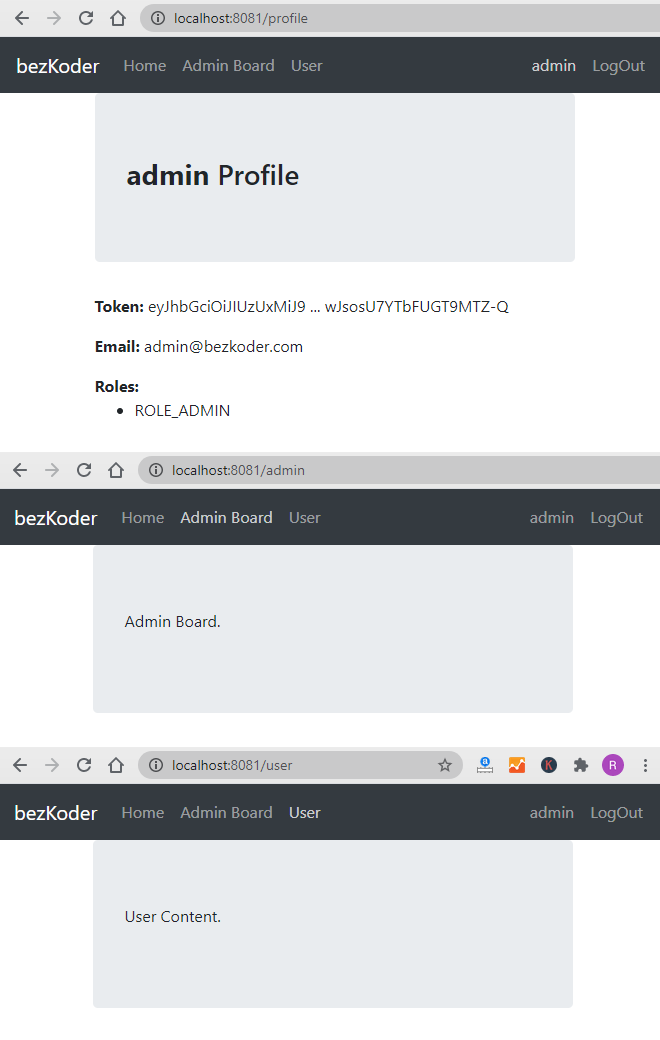 localhost:8081/profile
bezKoder Home Admin Board User admin LogOut
admin Profile
Token: eyJhbGciOiJIUzUxMiJ9 ... wJsosU7YTbFUGT9MTZ-Q
Email: admin@bezkoder.com
Roles:
• ROLE_ADMIN
localhost:8081/admin
bezKoder Home Admin Board User admin LogOut
Admin Board.
localhost:8081/user a K R
bezKoder Home Admin Board User admin LogOut
User Content.